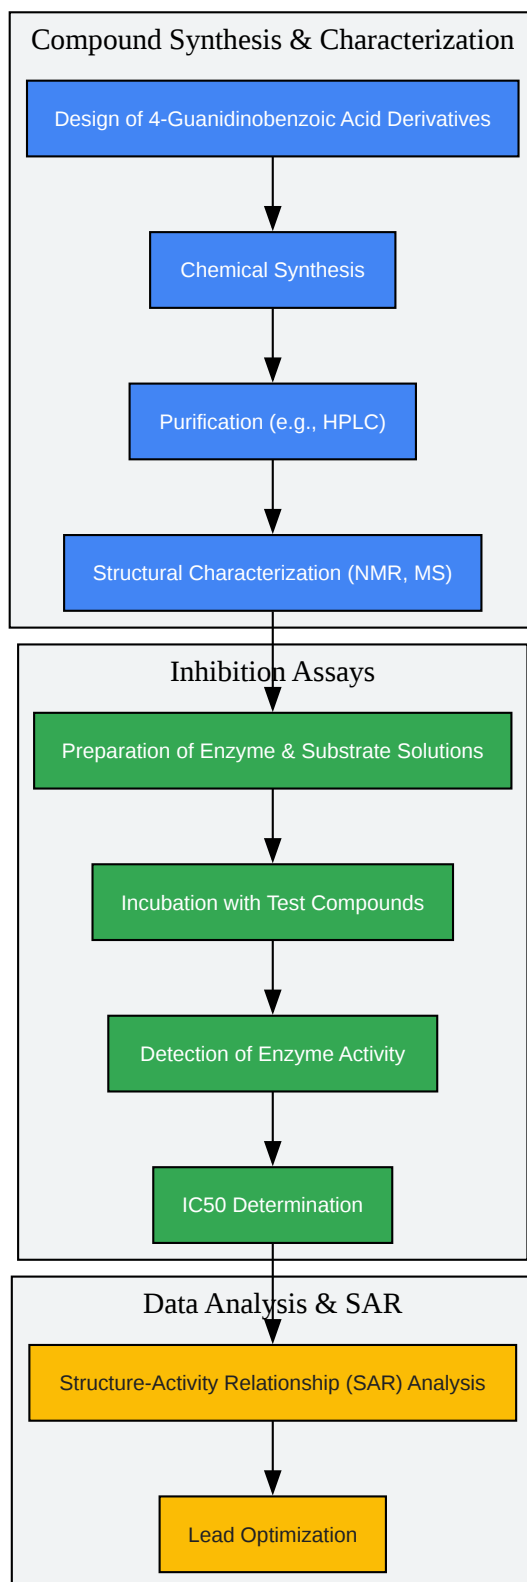 Compound Synthesis & Characterization
Design of 4-Guanidinobenzoic Acid Derivatives
Chemical Synthesis
Purification (e.g., HPLC)
Structural Characterization (NMR, MS)
Inhibition Assays
Preparation of Enzyme & Substrate Solutions
Incubation with Test Compounds
Detection of Enzyme Activity
IC50 Determination
Data Analysis & SAR
Structure-Activity Relationship (SAR) Analysis
Lead Optimization